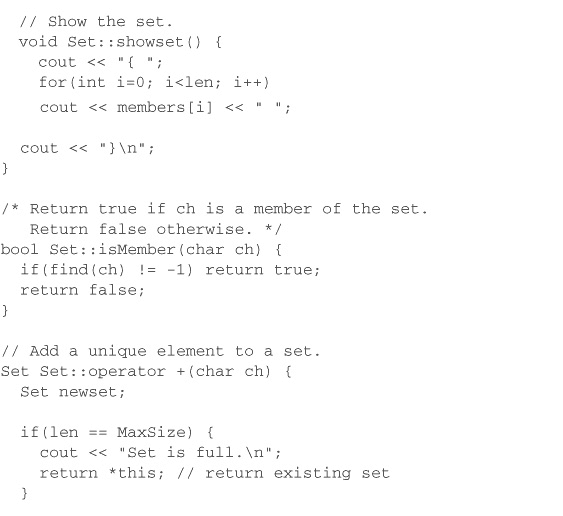 // Show the set.
void Set::showset() {
cout << "{ ";
for(int i=0; i<len; i++)
cout << members[i] << " ";
cout << "}\n";
}
/* Return true if ch is a member of the set.
Return false otherwise. */
bool Set::isMember(char ch) {
if(find(ch) != -1) return true;
return false;
}
// Add a unique element to a set.
Set Set::operator +(char ch) {
Set newset;
if(len == MaxSize) {
cout << "Set is full.\n";
return *this; // return existing set
}